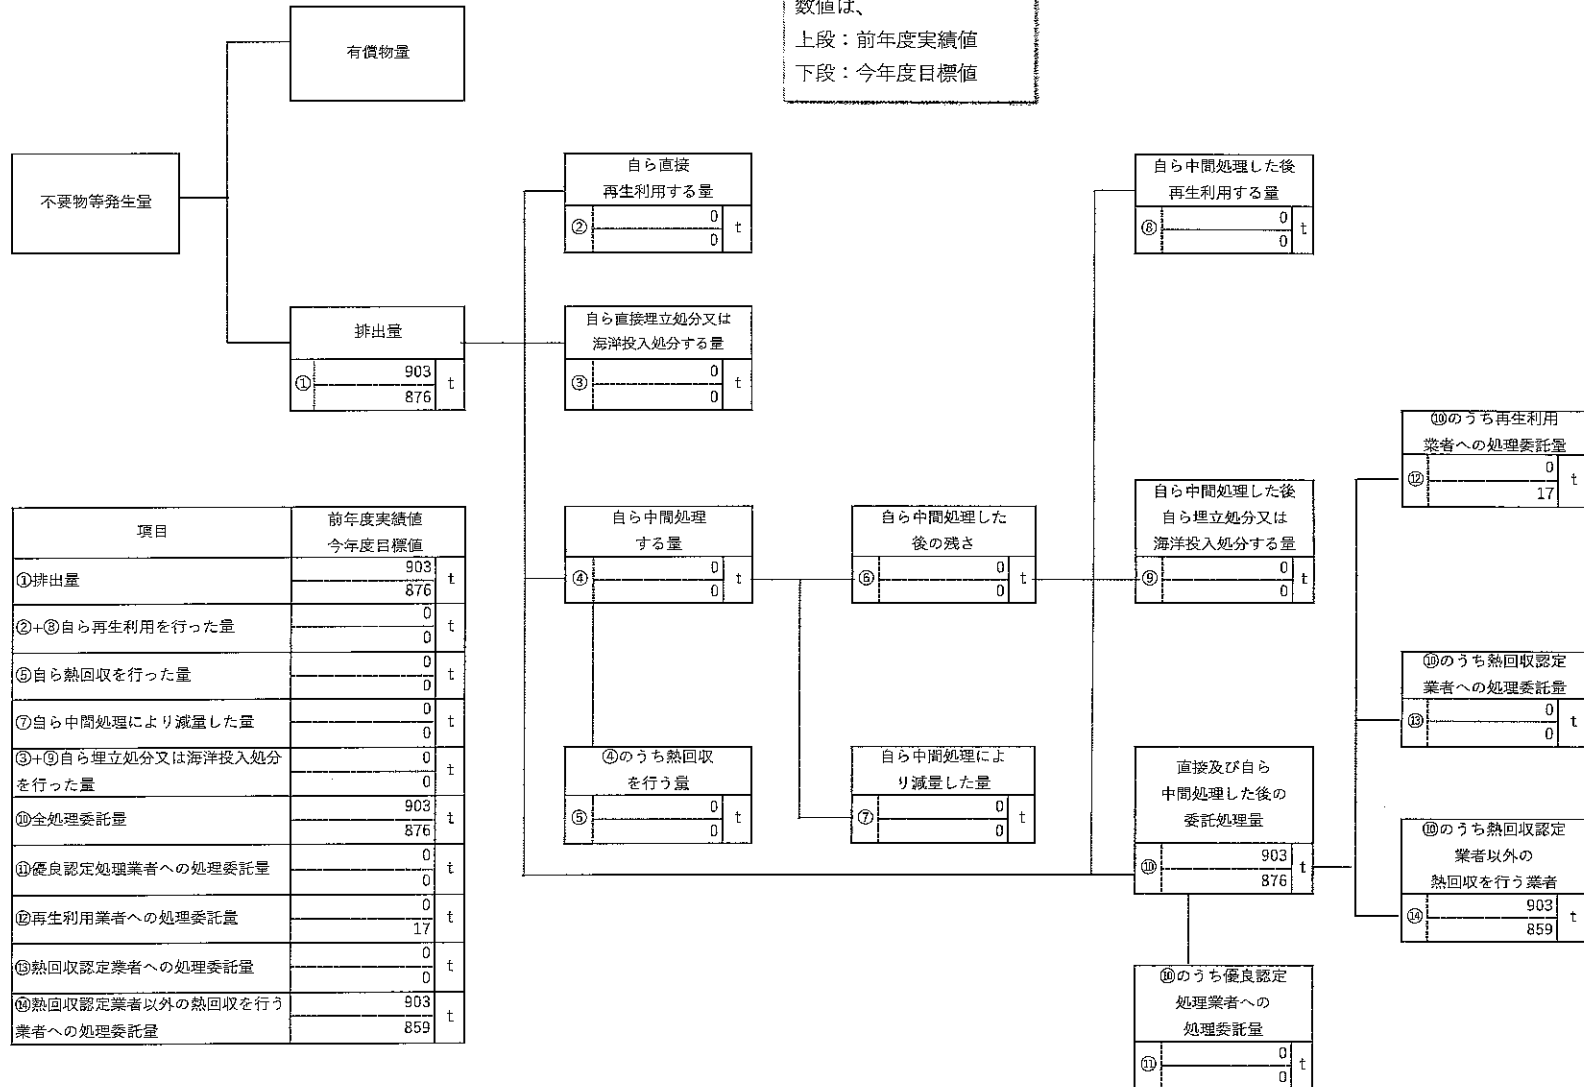 数値は、
上段：前年度実績値
下段：今年度目標値
有償物量
不要物等発生量
排出量
① 903 t
876
自ら直接
再生利用する量
② 0 t
0
自ら直接埋立処分又は
海洋投入処分する量
③ 0 t
0
自ら中間処理
する量
④ 0 t
0
④のうち熱回収
を行う量
⑤ 0 t
0
自ら中間処理した
後の残さ
⑥ 0 t
0
自ら中間処理によ
り減量した量
⑦ 0 t
0
自ら中間処理した後
再生利用する量
⑧ 0 t
0
自ら中間処理した後
自ら埋立処分又は
海洋投入処分する量
⑨ 0 t
0
直接及び自ら
中間処理した後の
委託処理量
⑩ 903 t
876
⑩のうち優良認定
処理業者への
処理委託量
⑪ 0 t
0
⑩のうち再生利用
業者への処理委託量
⑫ 0 t
17
⑩のうち熱回収認定
業者への処理委託量
⑬ 0 t
0
⑩のうち熱回収認定
業者以外の
熱回収を行う業者
⑭ 903 t
859
項目 前年度実績値
今年度目標値
①排出量 903 t
876
②+⑧自ら再生利用を行った量 0 t
0
⑤自ら熱回収を行った量 0 t
0
⑦自ら中間処理により減量した量 0 t
0
③+⑨自ら埋立処分又は海洋投入処分 0 t
を行った量 0
⑩全処理委託量 903 t
876
⑪優良認定処理業者への処理委託量 0 t
0
⑫再生利用業者への処理委託量 0 t
17
⑬熱回収認定業者への処理委託量 0 t
0
⑭熱回収認定業者以外の熱回収を行う 903 t
業者への処理委託量 859